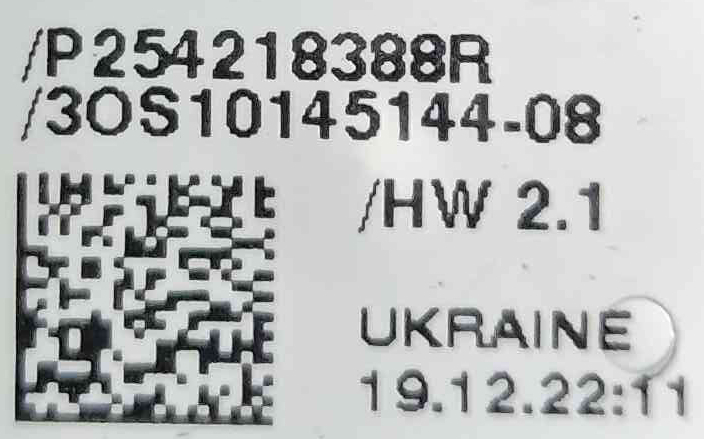 /P254218388R
/3OS10145144-08
/HW 2.1
UKRAINE
19.12.22:11